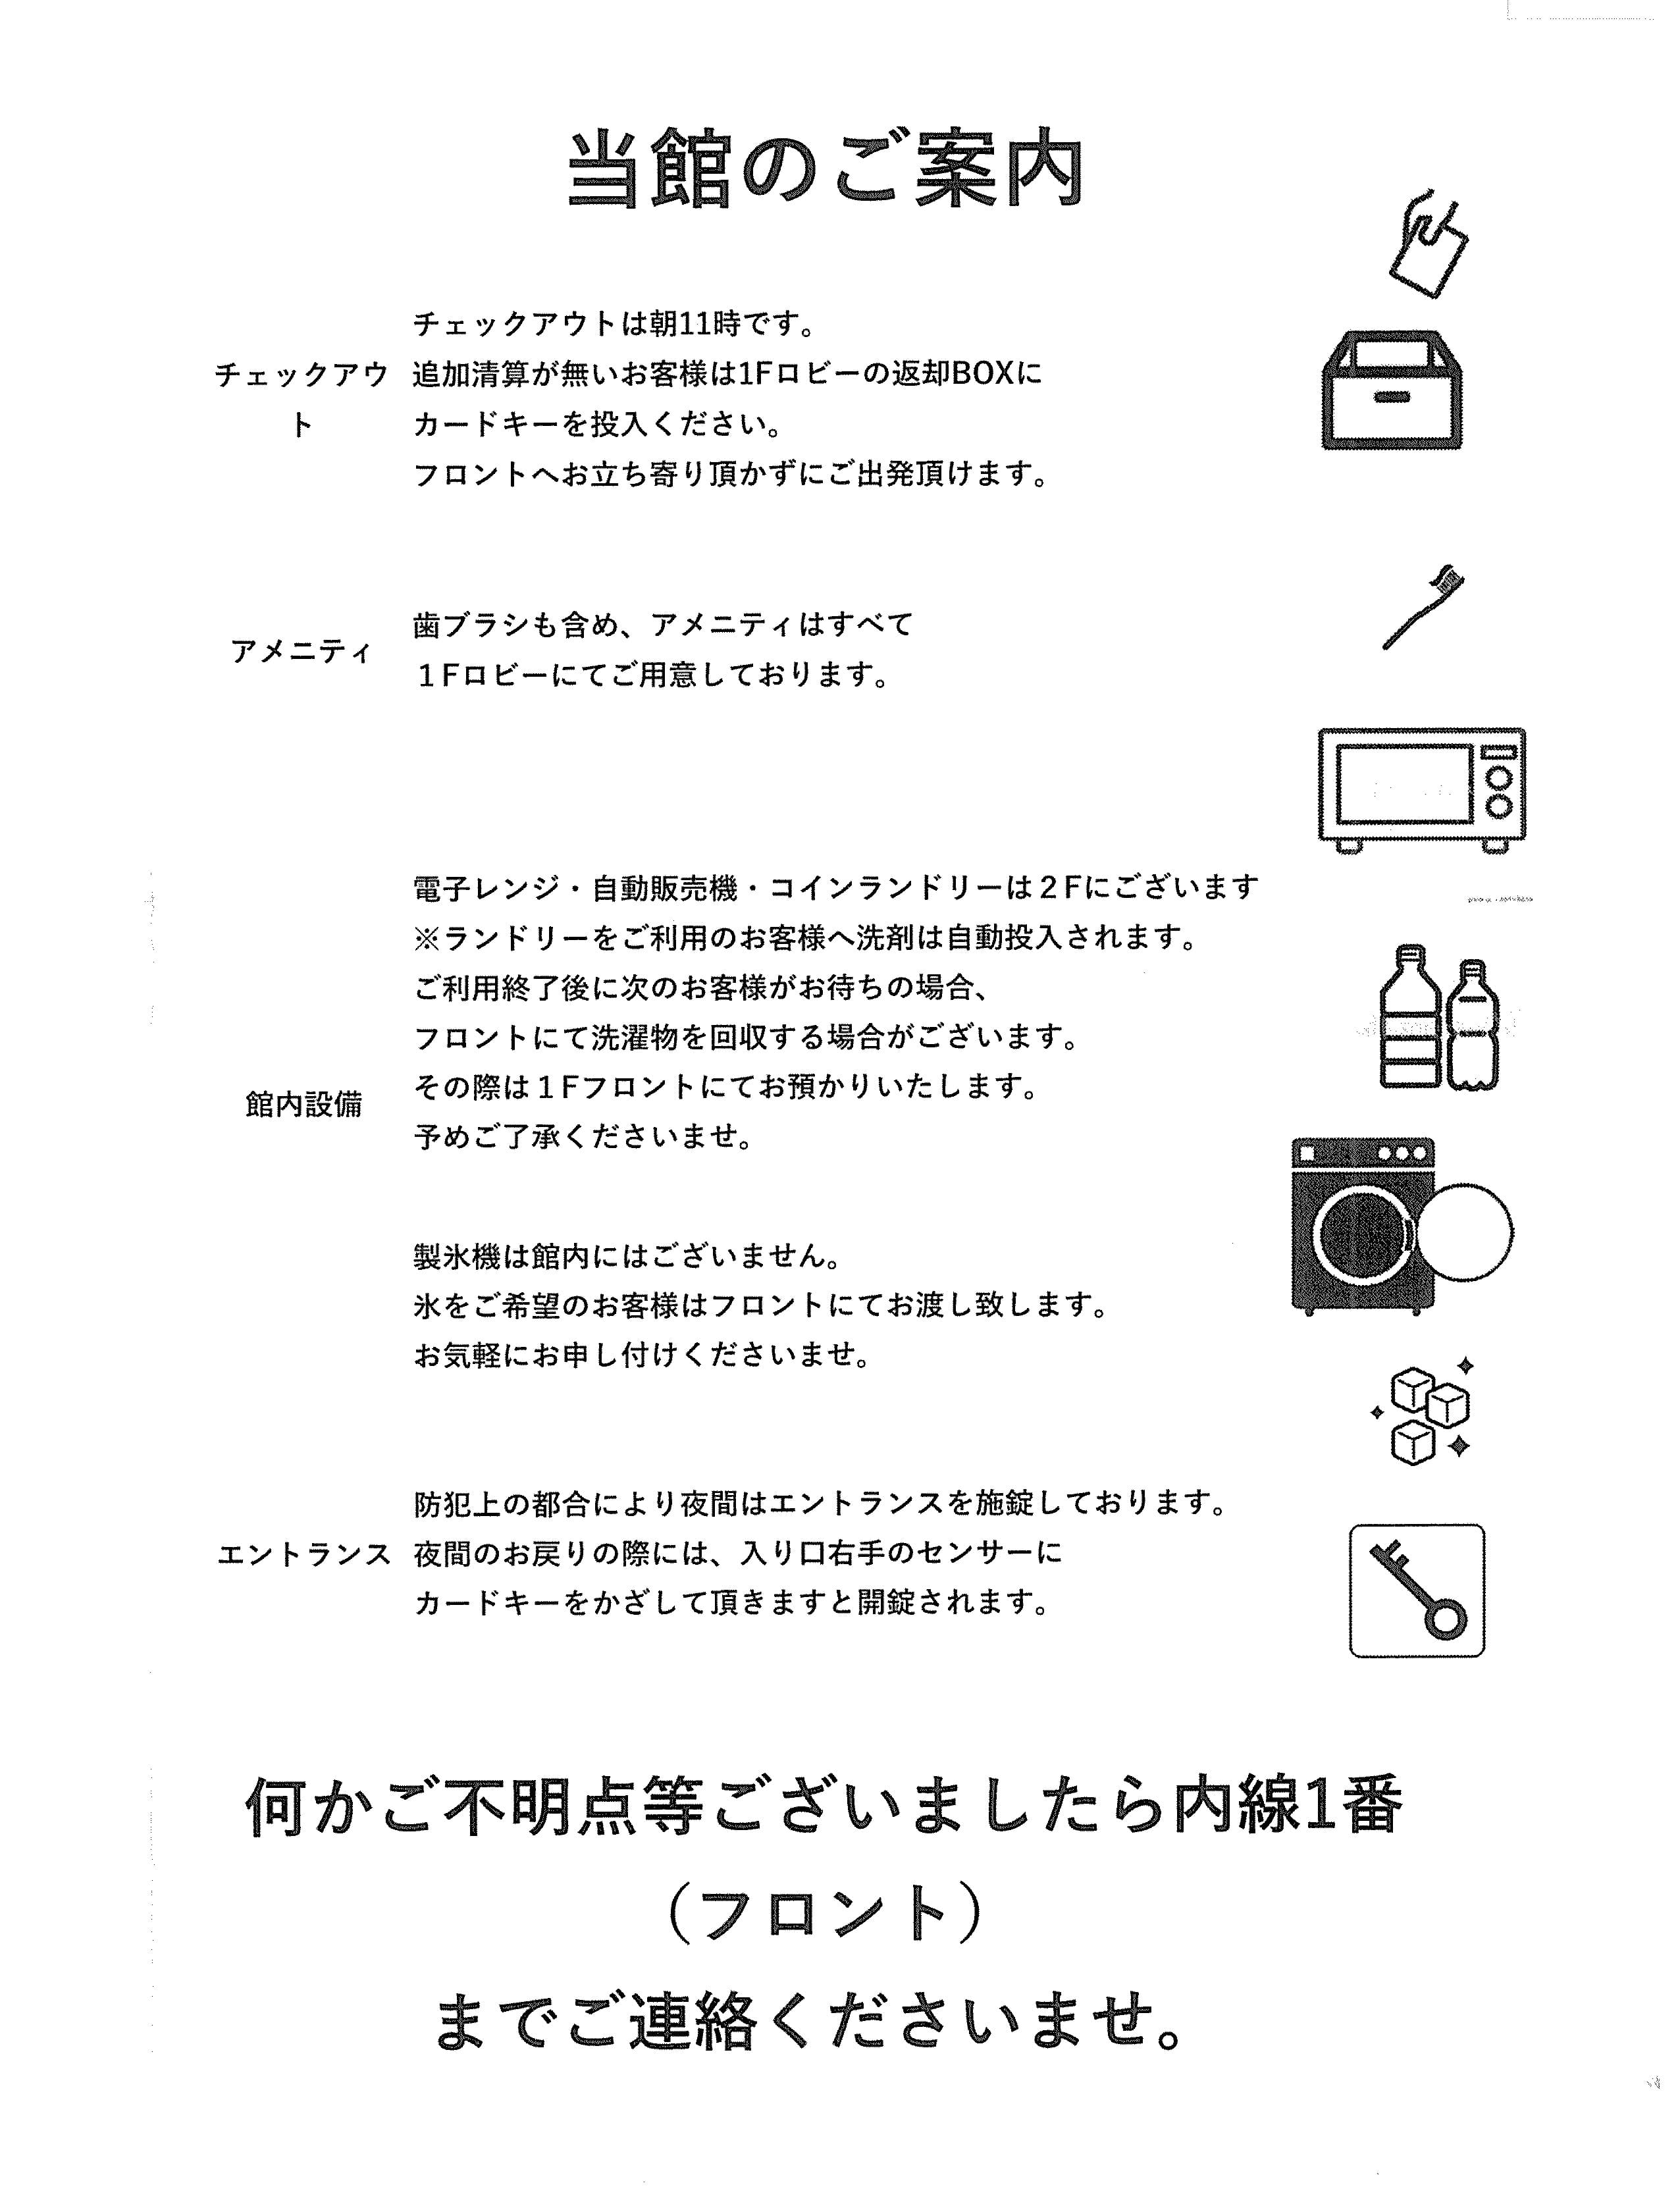 当館のご案内
チェックアウト
チェックアウトは朝11時です。
追加清算が無いお客様は1Fロビーの返却BOXに
カードキーを投入ください。
フロントへお立ち寄り頂かずにご出発頂けます。
アメニティ
歯ブラシも含め、アメニティはすべて
１Fロビーにてご用意しております。
館内設備
電子レンジ・自動販売機・コインランドリーは２Fにございます
※ランドリーをご利用のお客様へ洗剤は自動投入されます。
ご利用終了後に次のお客様がお待ちの場合、
フロントにて洗濯物を回収する場合がございます。
その際は１Fフロントにてお預かりいたします。
予めご了承くださいませ。
製氷機は館内にはございません。
氷をご希望のお客様はフロントにてお渡し致します。
お気軽にお申し付けくださいませ。
エントランス
防犯上の都合により夜間はエントランスを施錠しております。
夜間のお戻りの際には、入り口右手のセンサーに
カードキーをかざして頂きますと開錠されます。
何かご不明点等ございましたら内線1番
（フロント）
までご連絡くださいませ。